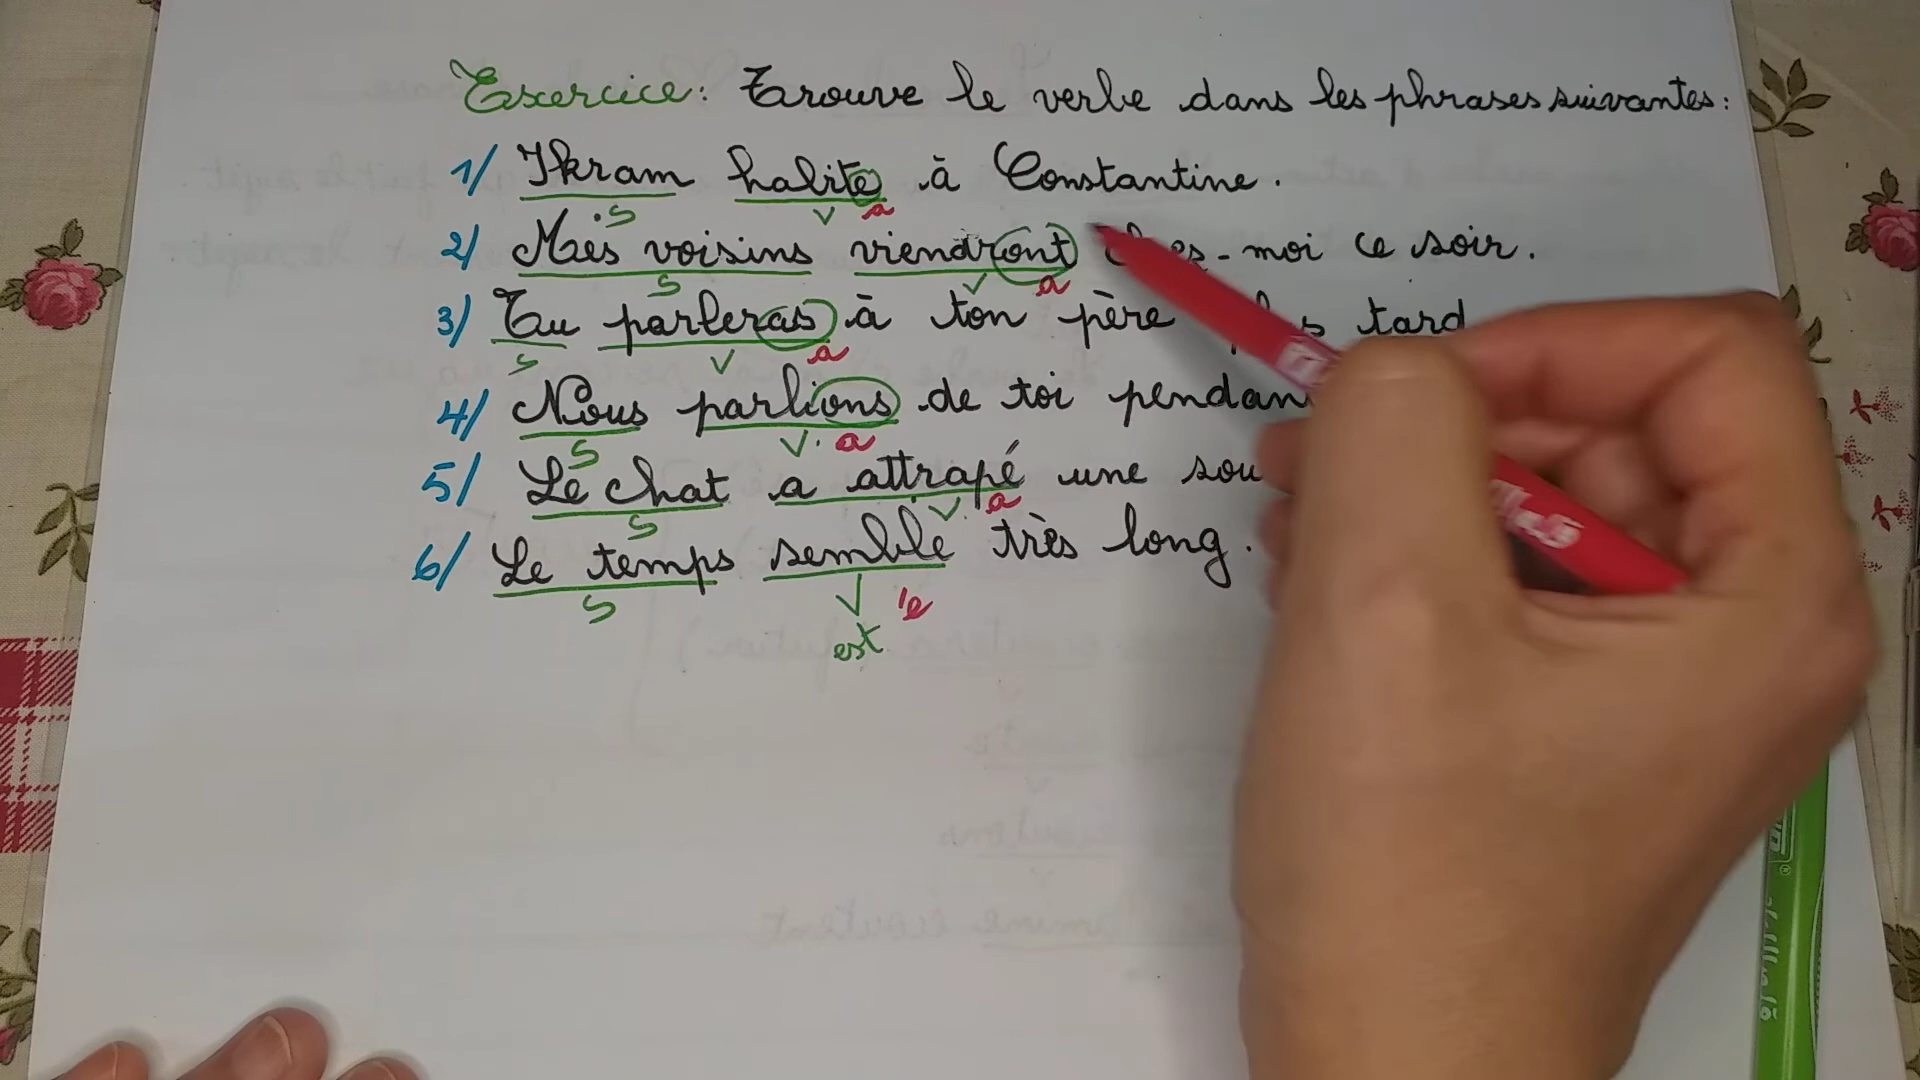 Exercice: Trouve le verbe dans les phrases suivantes:
1/ Ikram habite à Constantine.
S V a
2/ Mes voisins viendront chez-moi ce soir.
S V a
3/ Tu parleras à ton père tard
S V a
4/ Nous parlions de toi
S V. a
5/ Le chat a attrapé une
S V. a
6/ Le temps semble très long.
S V 'e
est